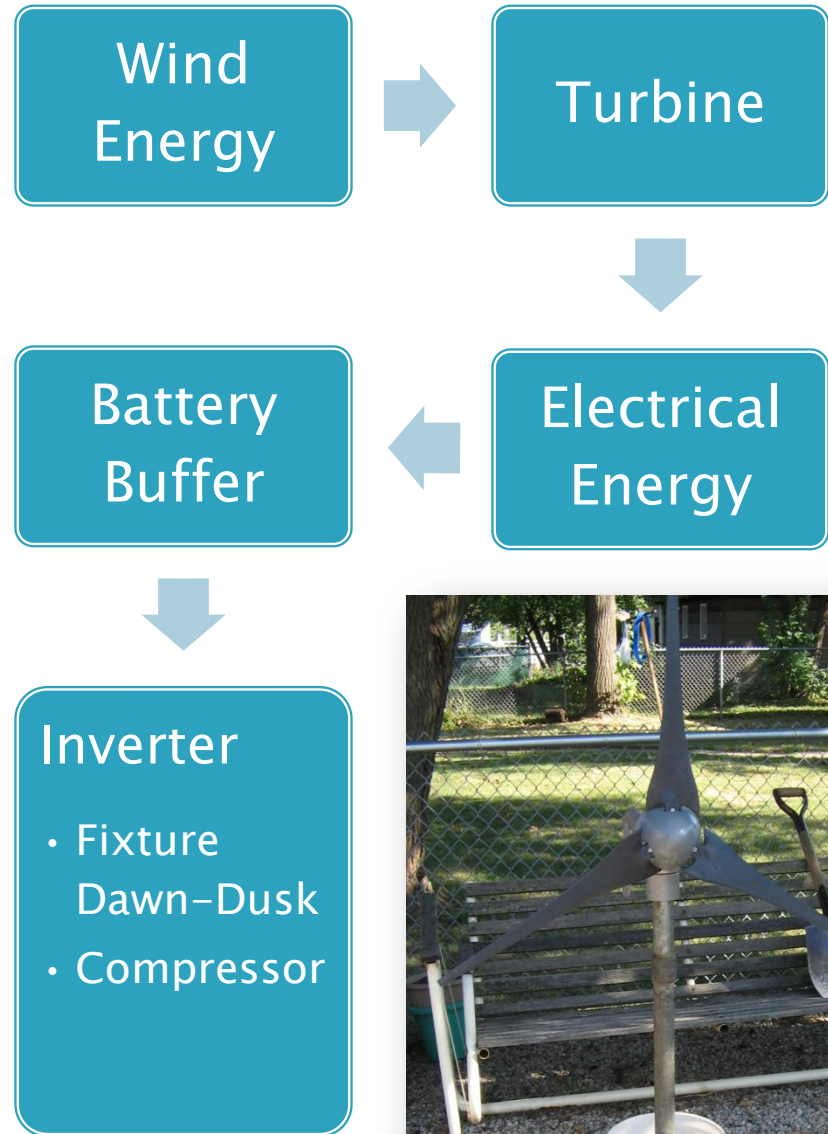 Wind
Energy
Turbine
Electrical
Energy
Battery
Buffer
Inverter
• Fixture
Dawn-Dusk
• Compressor